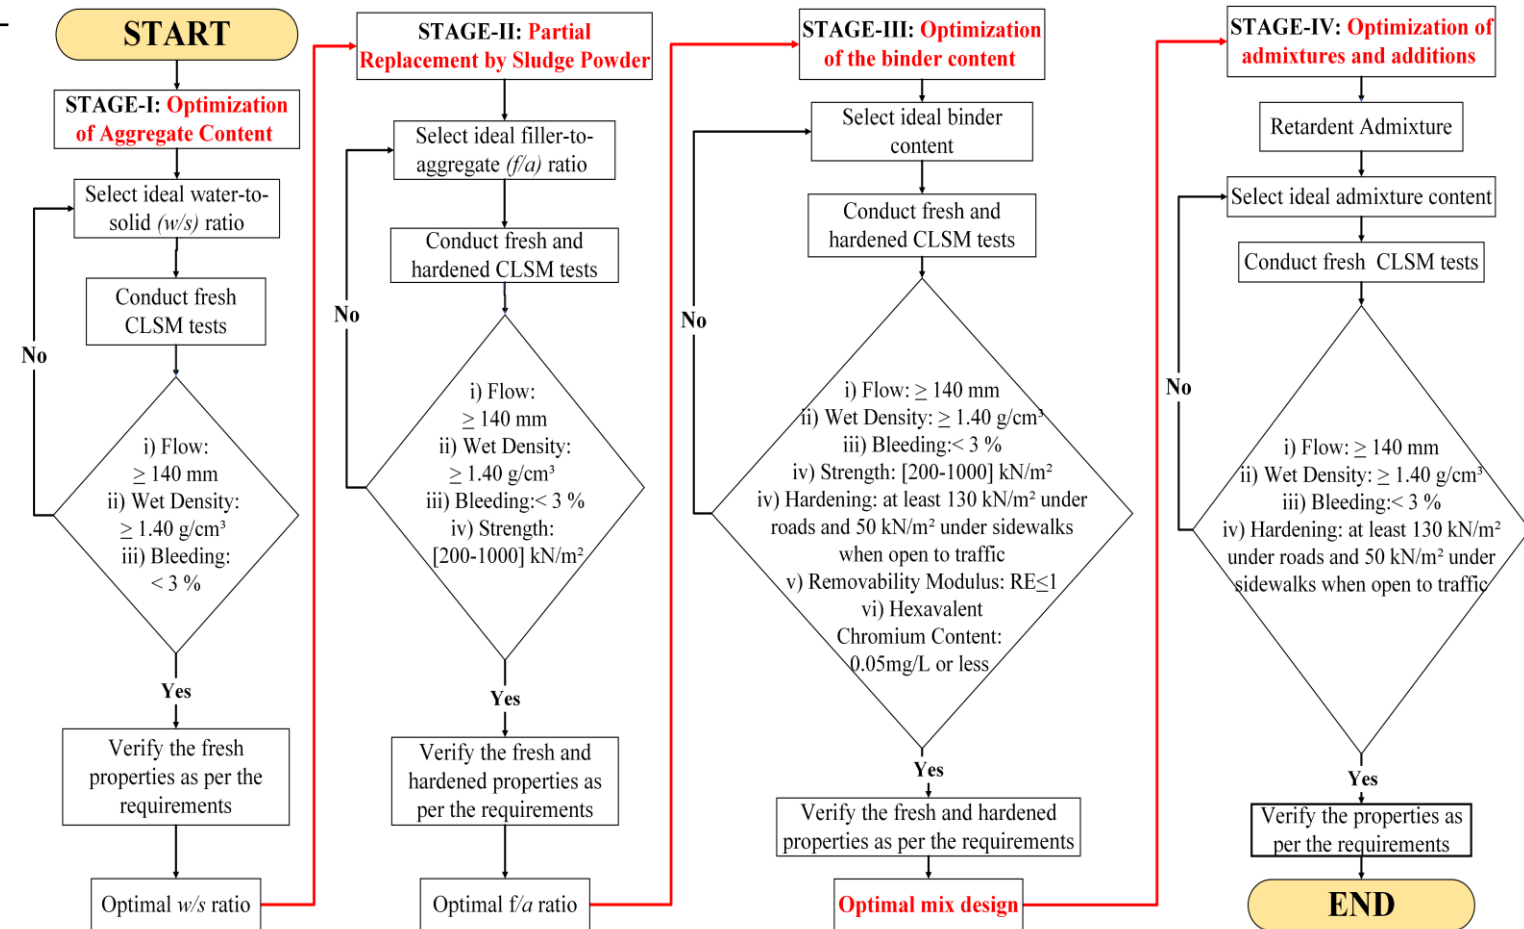 START
STAGE-I: Optimization
of Aggregate Content
Select ideal water-to-
solid (w/s) ratio
Conduct fresh
CLSM tests
No
i) Flow:
≥ 140 mm
ii) Wet Density:
≥ 1.40 g/cm³
iii) Bleeding:
< 3 %
Yes
Verify the fresh
properties as per the
requirements
Optimal w/s ratio
STAGE-II: Partial
Replacement by Sludge Powder
Select ideal filler-to-
aggregate (f/a) ratio
Conduct fresh and
hardened CLSM tests
No
i) Flow:
≥ 140 mm
ii) Wet Density:
≥ 1.40 g/cm³
iii) Bleeding:< 3 %
iv) Strength:
[200-1000] kN/m²
Yes
Verify the fresh and
hardened properties as
per the requirements
Optimal f/a ratio
STAGE-III: Optimization
of the binder content
Select ideal binder
content
Conduct fresh and
hardened CLSM tests
No
i) Flow: ≥ 140 mm
ii) Wet Density: ≥ 1.40 g/cm³
iii) Bleeding:< 3 %
iv) Strength: [200-1000] kN/m²
iv) Hardening: at least 130 kN/m² under
roads and 50 kN/m² under sidewalks
when open to traffic
v) Removability Modulus: RE≤1
vi) Hexavalent
Chromium Content:
0.05mg/L or less
Yes
Verify the fresh and hardened
properties as per the requirements
Optimal mix design
STAGE-IV: Optimization of
admixtures and additions
Retardent Admixture
Select ideal admixture content
Conduct fresh CLSM tests
No
i) Flow: ≥ 140 mm
ii) Wet Density: ≥ 1.40 g/cm³
iii) Bleeding:< 3 %
iv) Hardening: at least 130 kN/m²
under roads and 50 kN/m² under
sidewalks when open to traffic
Yes
Verify the properties as
per the requirements
END